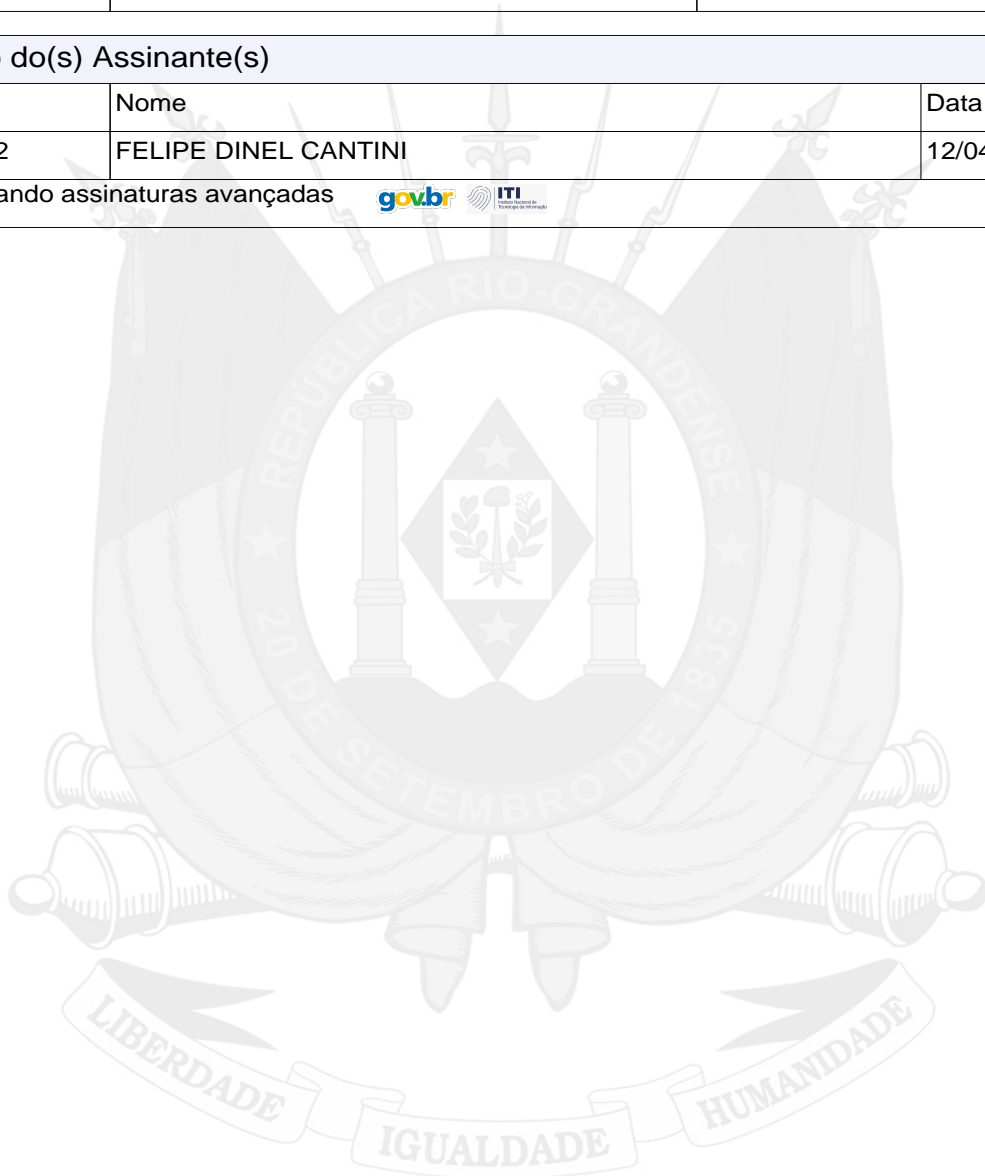 do(s) Assinante(s)
Nome Data
2 FELIPE DINEL CANTINI 12/04
ando assinaturas avançadas gov.br ITI
REPÚBLICA RIO-GRANDENSE
20 DE SETEMBRO DE 1835
LIBERDADE IGUALDADE HUMANIDADE